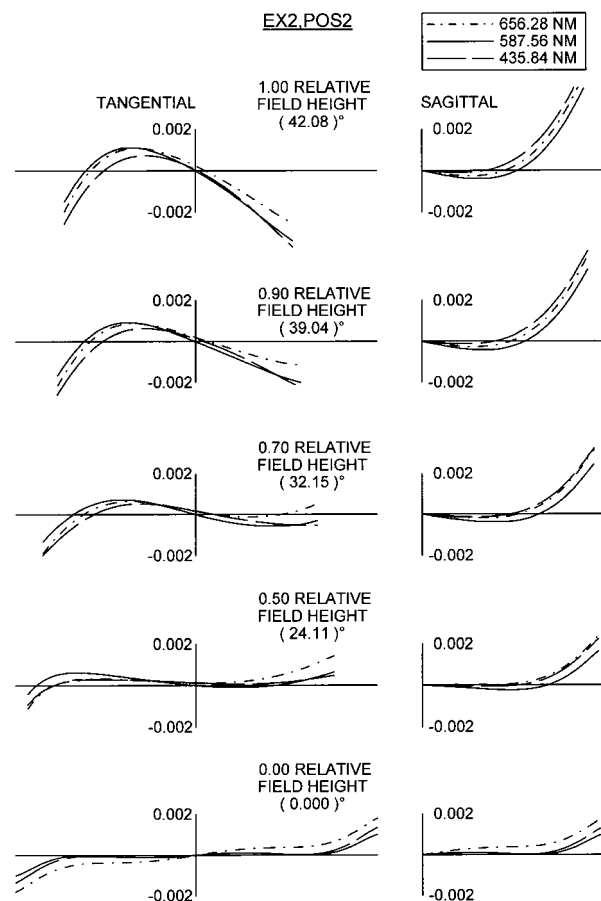 EX2,POS2
656.28 NM
587.56 NM
435.84 NM
TANGENTIAL
1.00 RELATIVE
FIELD HEIGHT
( 42.08 )°
SAGITTAL
0.002
0.002
-0.002
-0.002
0.90 RELATIVE
FIELD HEIGHT
( 39.04 )°
0.002
0.002
-0.002
-0.002
0.70 RELATIVE
FIELD HEIGHT
( 32.15 )°
0.002
0.002
-0.002
-0.002
0.50 RELATIVE
FIELD HEIGHT
( 24.11 )°
0.002
0.002
-0.002
-0.002
0.00 RELATIVE
FIELD HEIGHT
( 0.000 )°
0.002
0.002
-0.002
-0.002